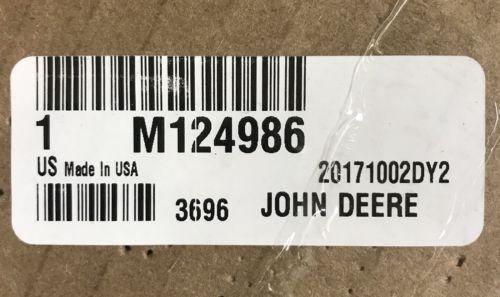 1 M124986
US Made In USA 20171002DY2
3696 JOHN DEERE